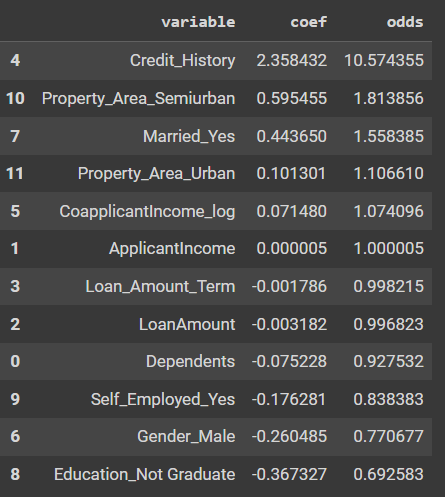 variable coef odds
4 Credit_History 2.358432 10.574355
10 Property_Area_Semiurban 0.595455 1.813856
7 Married_Yes 0.443650 1.558385
11 Property_Area_Urban 0.101301 1.106610
5 CoapplicantIncome_log 0.071480 1.074096
1 ApplicantIncome 0.000005 1.000005
3 Loan_Amount_Term -0.001786 0.998215
2 LoanAmount -0.003182 0.996823
0 Dependents -0.075228 0.927532
9 Self_Employed_Yes -0.176281 0.838383
6 Gender_Male -0.260485 0.770677
8 Education_Not Graduate -0.367327 0.692583